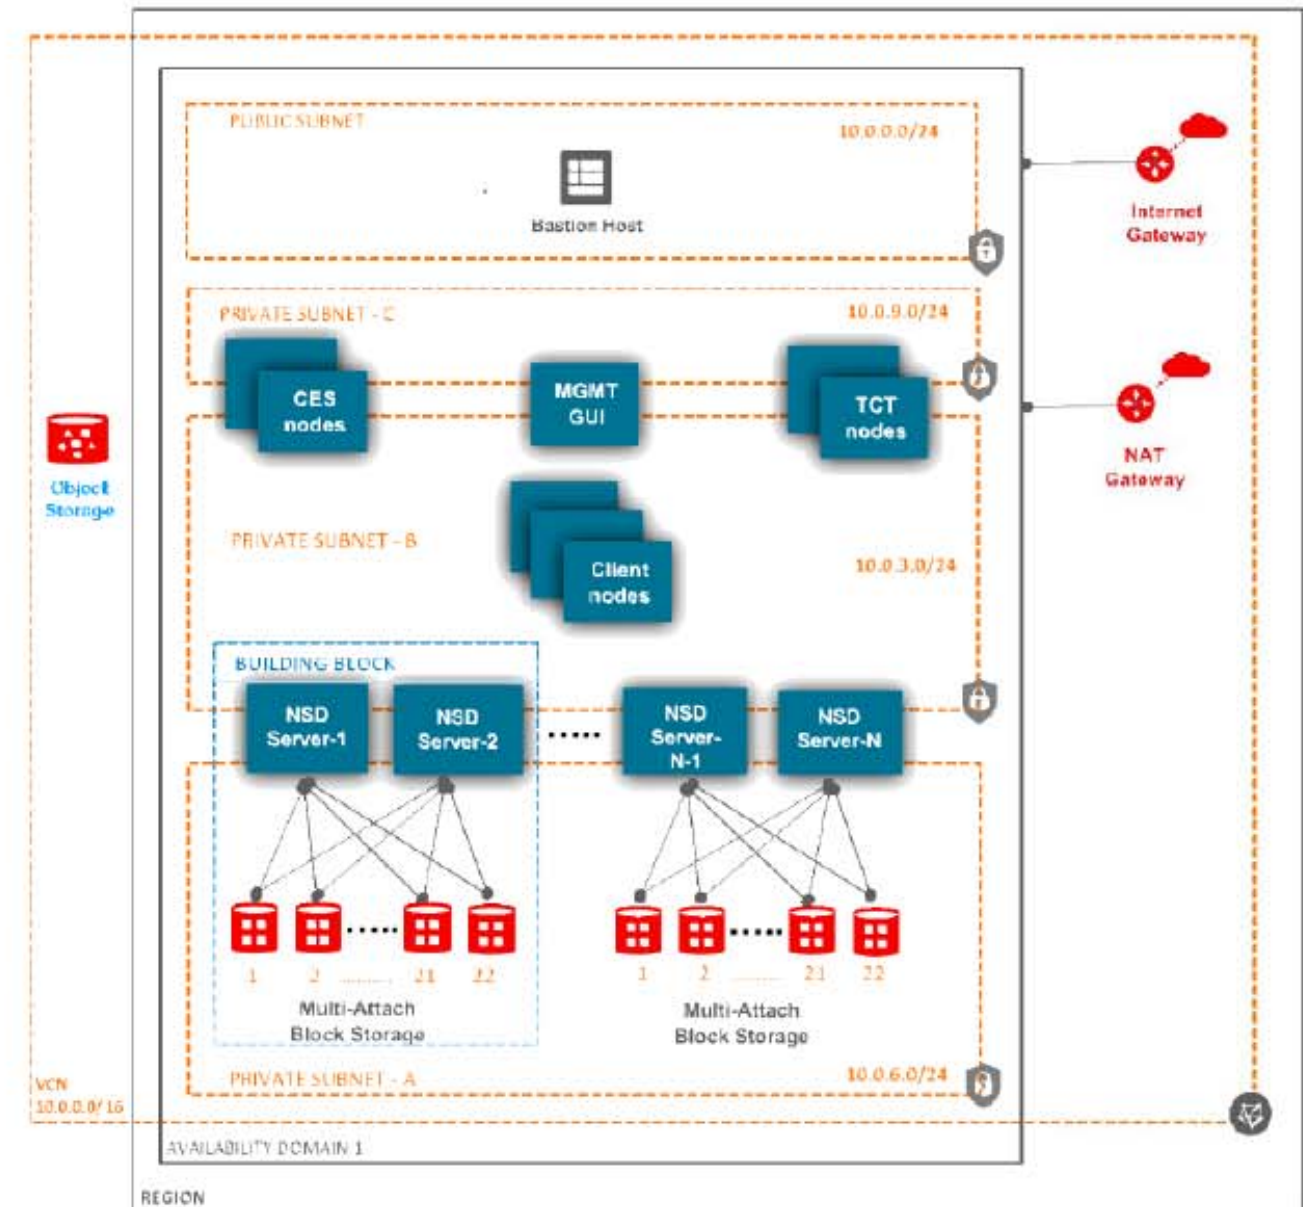 PUBLIC SUBNET
10.0.0.0/24
Bastion Host
Internet
Gateway
PRIVATE SUBNET - C
10.0.9.0/24
CES
nodes
MGMT
GUI
TCT
nodes
NAT
Gateway
Object
Storage
PRIVATE SUBNET - B
10.0.3.0/24
Client
nodes
BUILDING BLOCK
NSD
Server-1
NSD
Server-2
.....
NSD
Server-
N-1
NSD
Server-N
.....
.....
1 2 ........... 21 22
1 2 ......... 21 22
Multi-Attach
Block Storage
Multi-Attach
Block Storage
PRIVATE SUBNET - A
10.0.6.0/24
VCN
10.0.0.0/16
AVAILABILITY DOMAIN 1
REGION